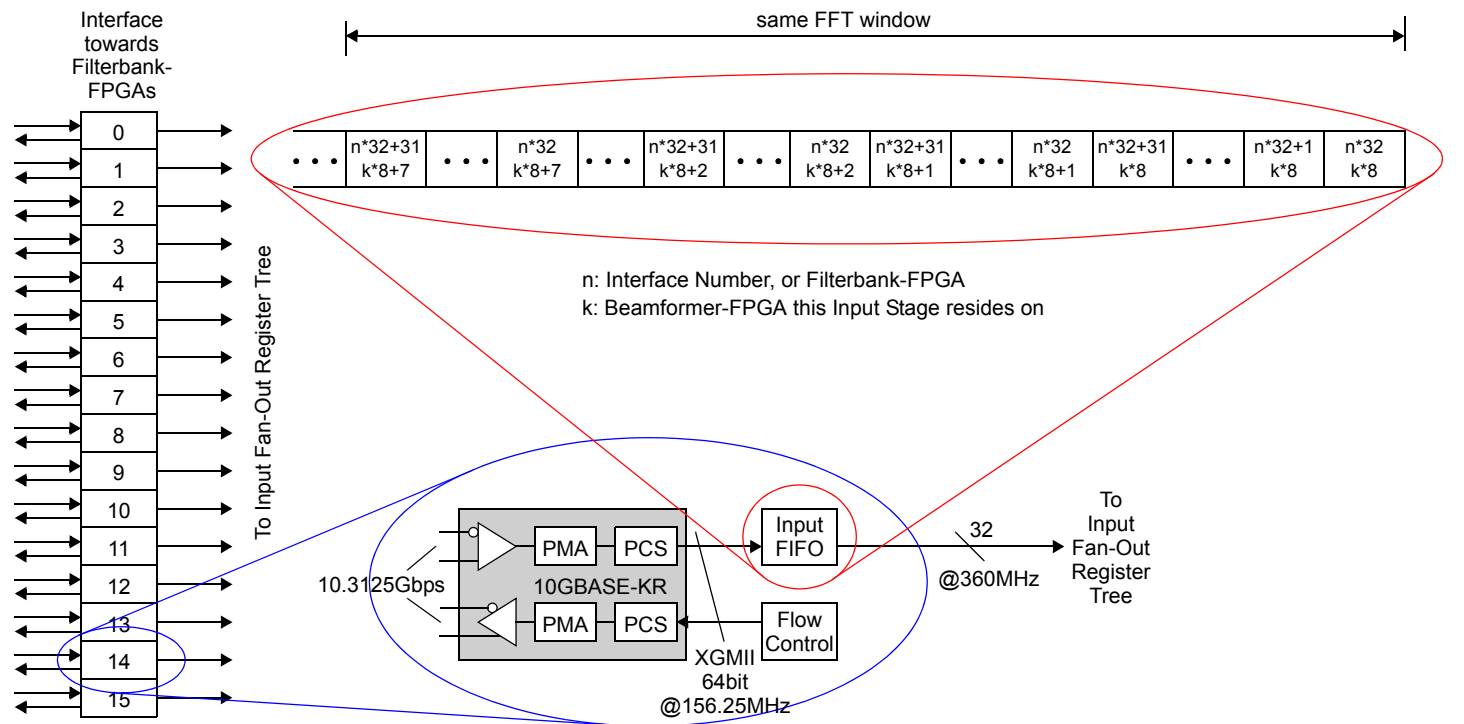 Interface
towards
Filterbank-
FPGAs
same FFT window
0
1
2
3
4
5
6
7
8
9
10
11
12
13
14
15
To Input Fan-Out Register Tree
• • •
n*32+31
k*8+7
• • •
n*32
k*8+7
• • •
n*32+31
k*8+2
• • •
n*32
k*8+2
n*32+31
k*8+1
• • •
n*32
k*8+1
n*32+31
k*8
• • •
n*32+1
k*8
n*32
k*8
n: Interface Number, or Filterbank-FPGA
k: Beamformer-FPGA this Input Stage resides on
10.3125Gbps
PMA
PCS
10GBASE-KR
PMA
PCS
XGMII
64bit
@156.25MHz
Input
FIFO
Flow
Control
32
@360MHz
To
Input
Fan-Out
Register
Tree